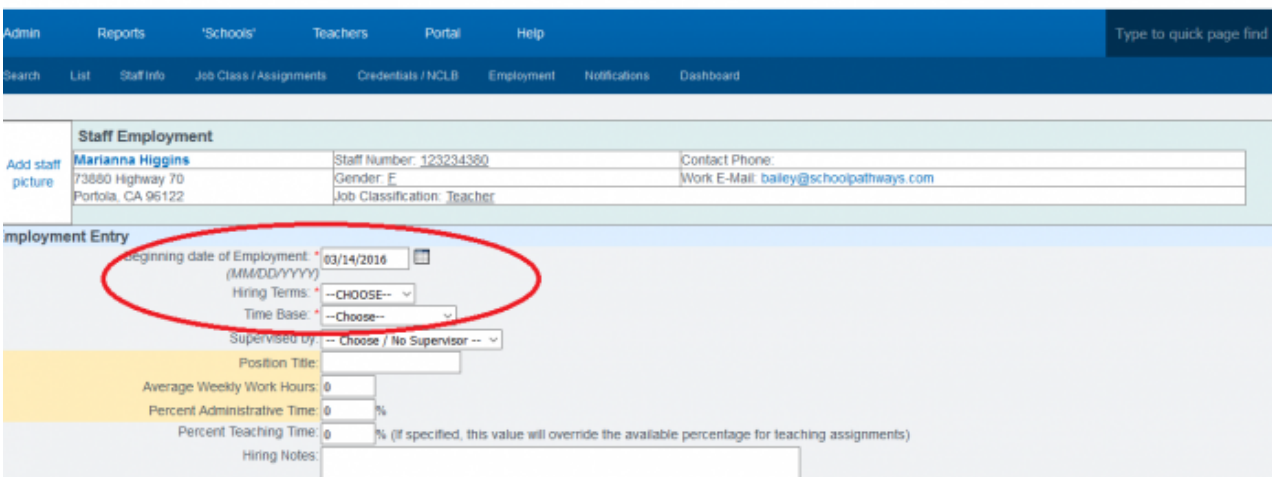 Admin Reports 'Schools' Teachers Portal Help Type to quick page find
Search List Staff Info Job Class / Assignments Credentials / NCLB Employment Notifications Dashboard
Staff Employment
Add staff picture
Marianna Higgins Staff Number: 123234380 Contact Phone:
73880 Highway 70 Gender: F Work E-Mail: bailey@schoolpathways.com
Portola, CA 96122 Job Classification: Teacher
mployment Entry
Beginning date of Employment: * 03/14/2016
(MM/DD/YYYY)
Hiring Terms: * --CHOOSE--
Time Base: * --Choose--
Supervised by: -- Choose / No Supervisor --
Position Title:
Average Weekly Work Hours: 0
Percent Administrative Time: 0 %
Percent Teaching Time: 0 % (If specified, this value will override the available percentage for teaching assignments)
Hiring Notes: